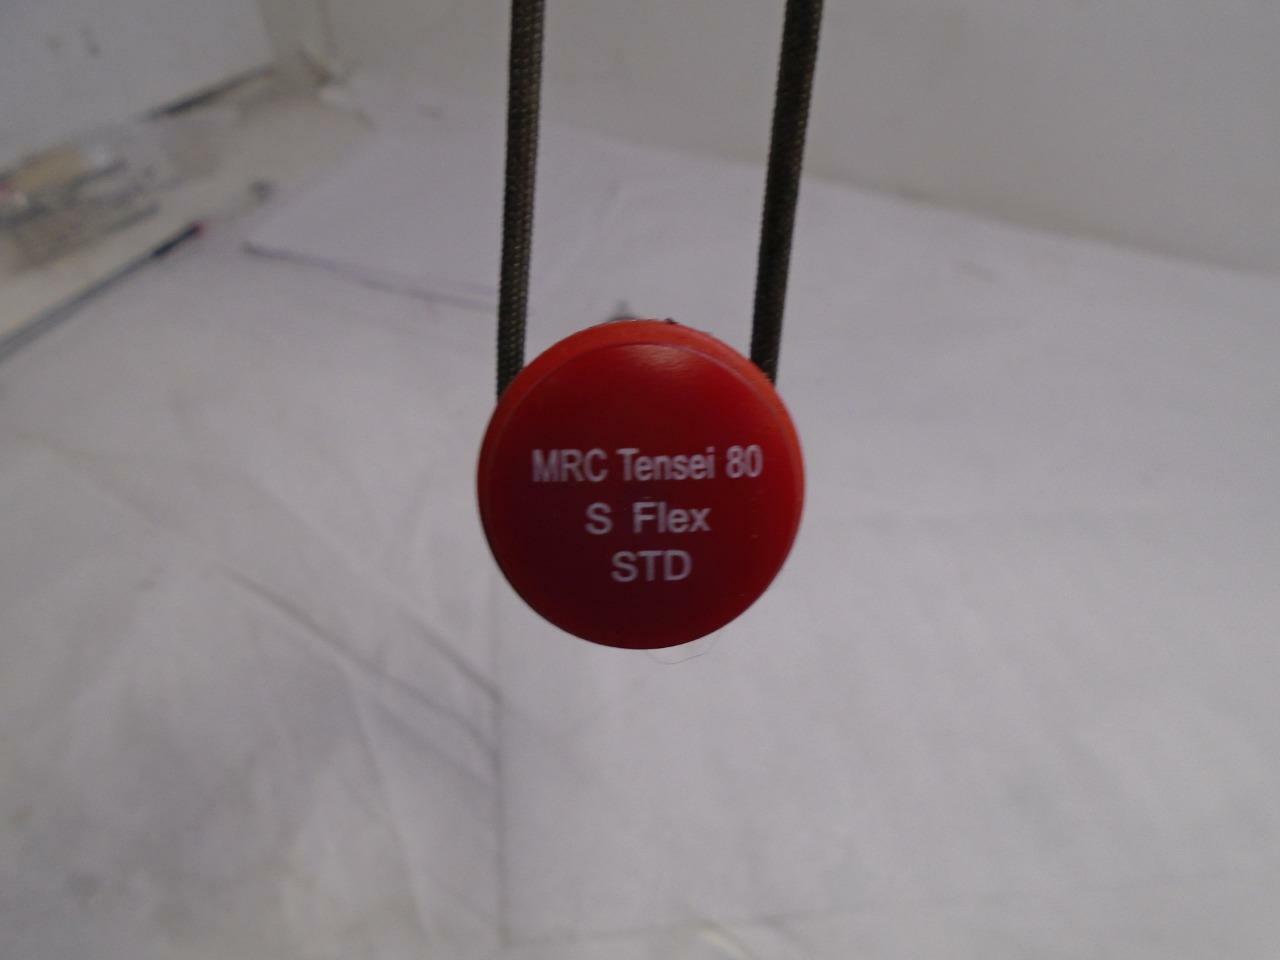 MRC Tensei 80
S Flex
STD